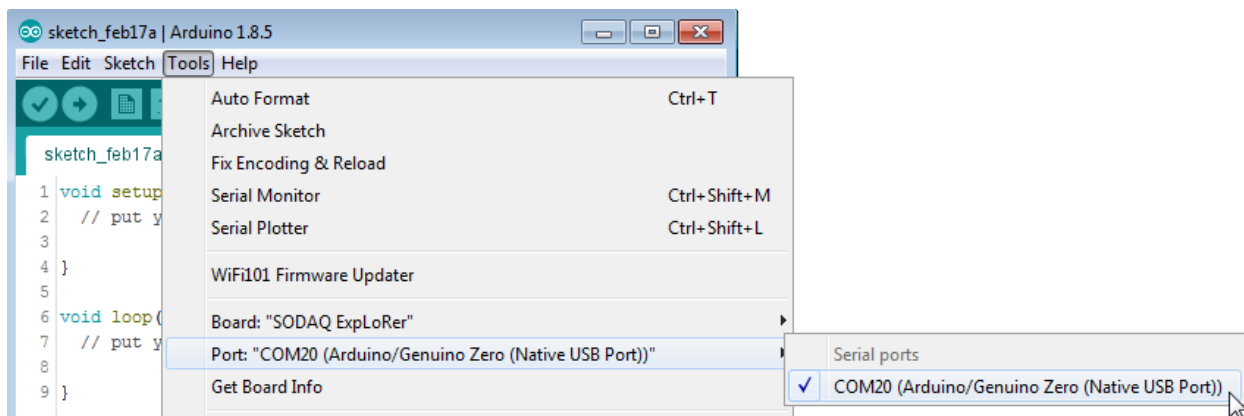 sketch_feb17a | Arduino 1.8.5
File Edit Sketch Tools Help
Auto Format Ctrl+T
Archive Sketch
sketch_feb17a
Fix Encoding & Reload
1 void setup
Serial Monitor Ctrl+Shift+M
2 // put y
Serial Plotter Ctrl+Shift+L
3
4 }
WiFi101 Firmware Updater
5
6 void loop(
Board: "SODAQ ExpLoRer"
7 // put y
Port: "COM20 (Arduino/Genuino Zero (Native USB Port))"
Serial ports
8
Get Board Info
COM20 (Arduino/Genuino Zero (Native USB Port))
9 }